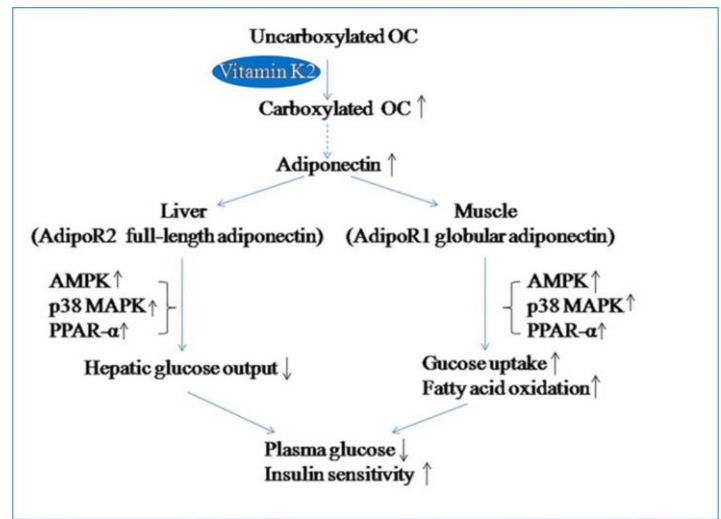 Uncarboxylated OC
Vitamin K2
Carboxylated OC ↑
Adiponectin ↑
Liver
(AdipoR2 full-length adiponectin)
Muscle
(AdipoR1 globular adiponectin)
AMPK↑
p38 MAPK↑
PPAR-α↑
AMPK↑
p38 MAPK↑
PPAR-α↑
Hepatic glucose output ↓
Gucose uptake ↑
Fatty acid oxidation ↑
Plasma glucose ↓
Insulin sensitivity ↑